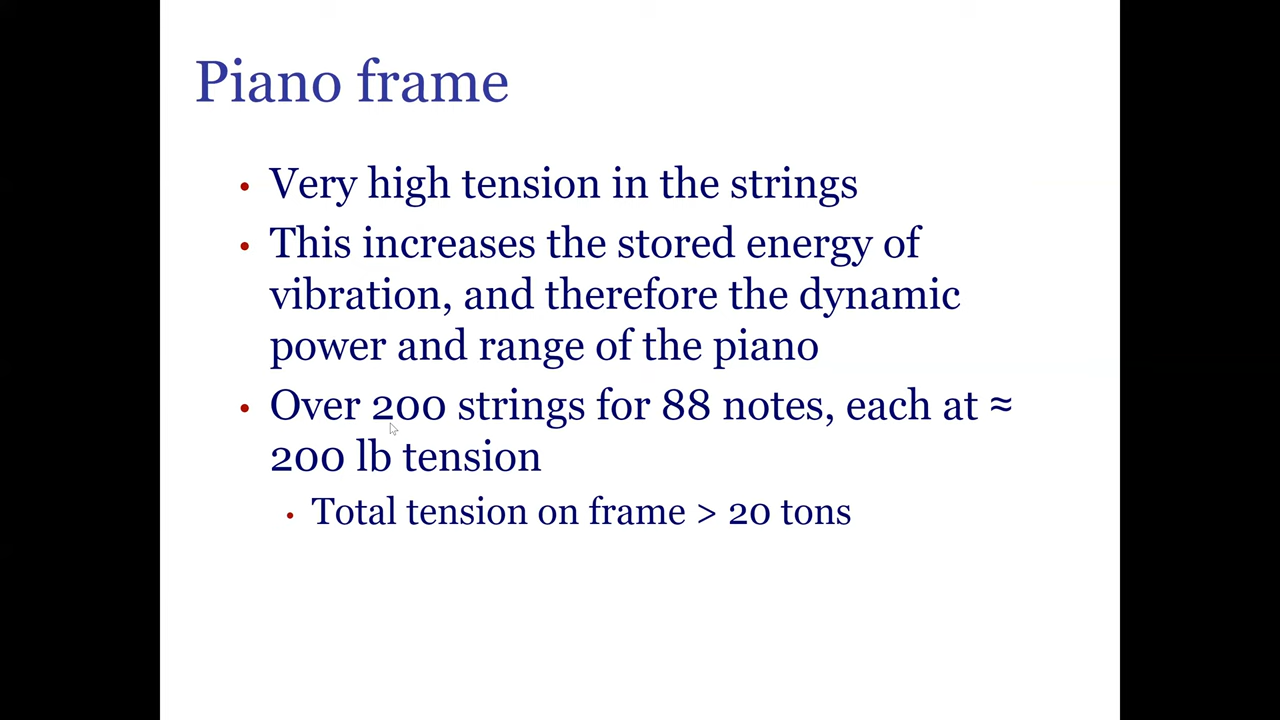 Piano frame
• Very high tension in the strings
• This increases the stored energy of
vibration, and therefore the dynamic
power and range of the piano
• Over 200 strings for 88 notes, each at ≈
200 lb tension
• Total tension on frame > 20 tons